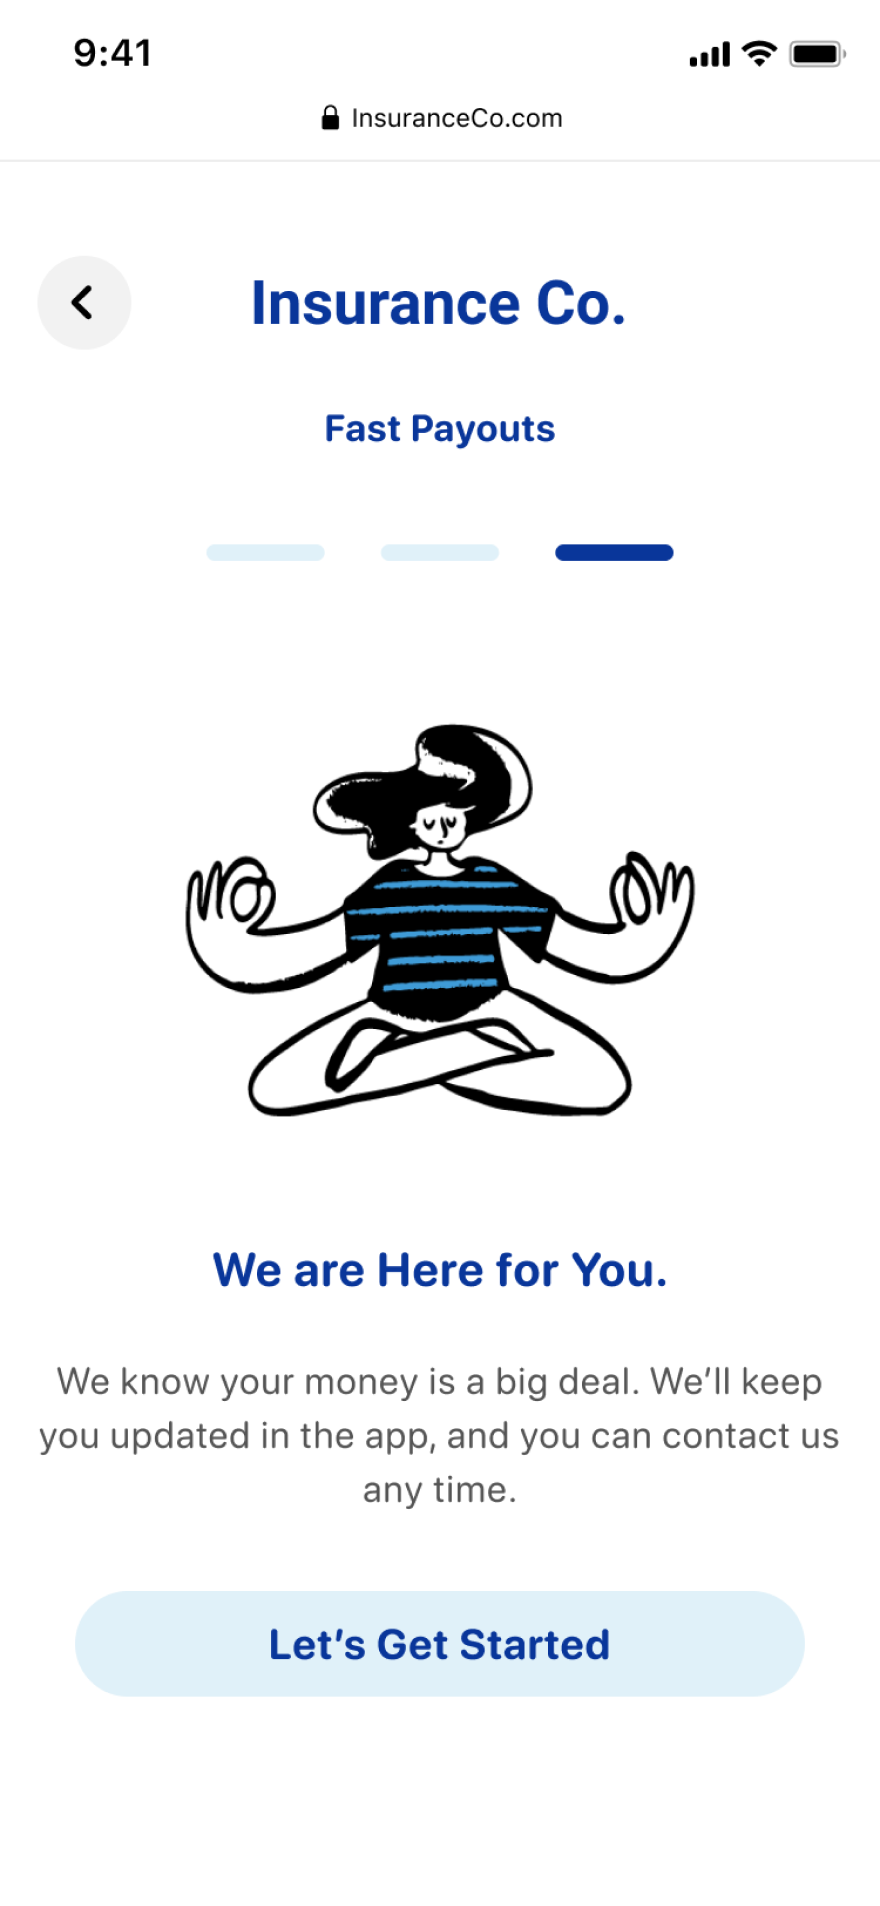 9:41
InsuranceCo.com
Insurance Co.
Fast Payouts
We are Here for You.
We know your money is a big deal. We’ll keep
you updated in the app, and you can contact us
any time.
Let’s Get Started